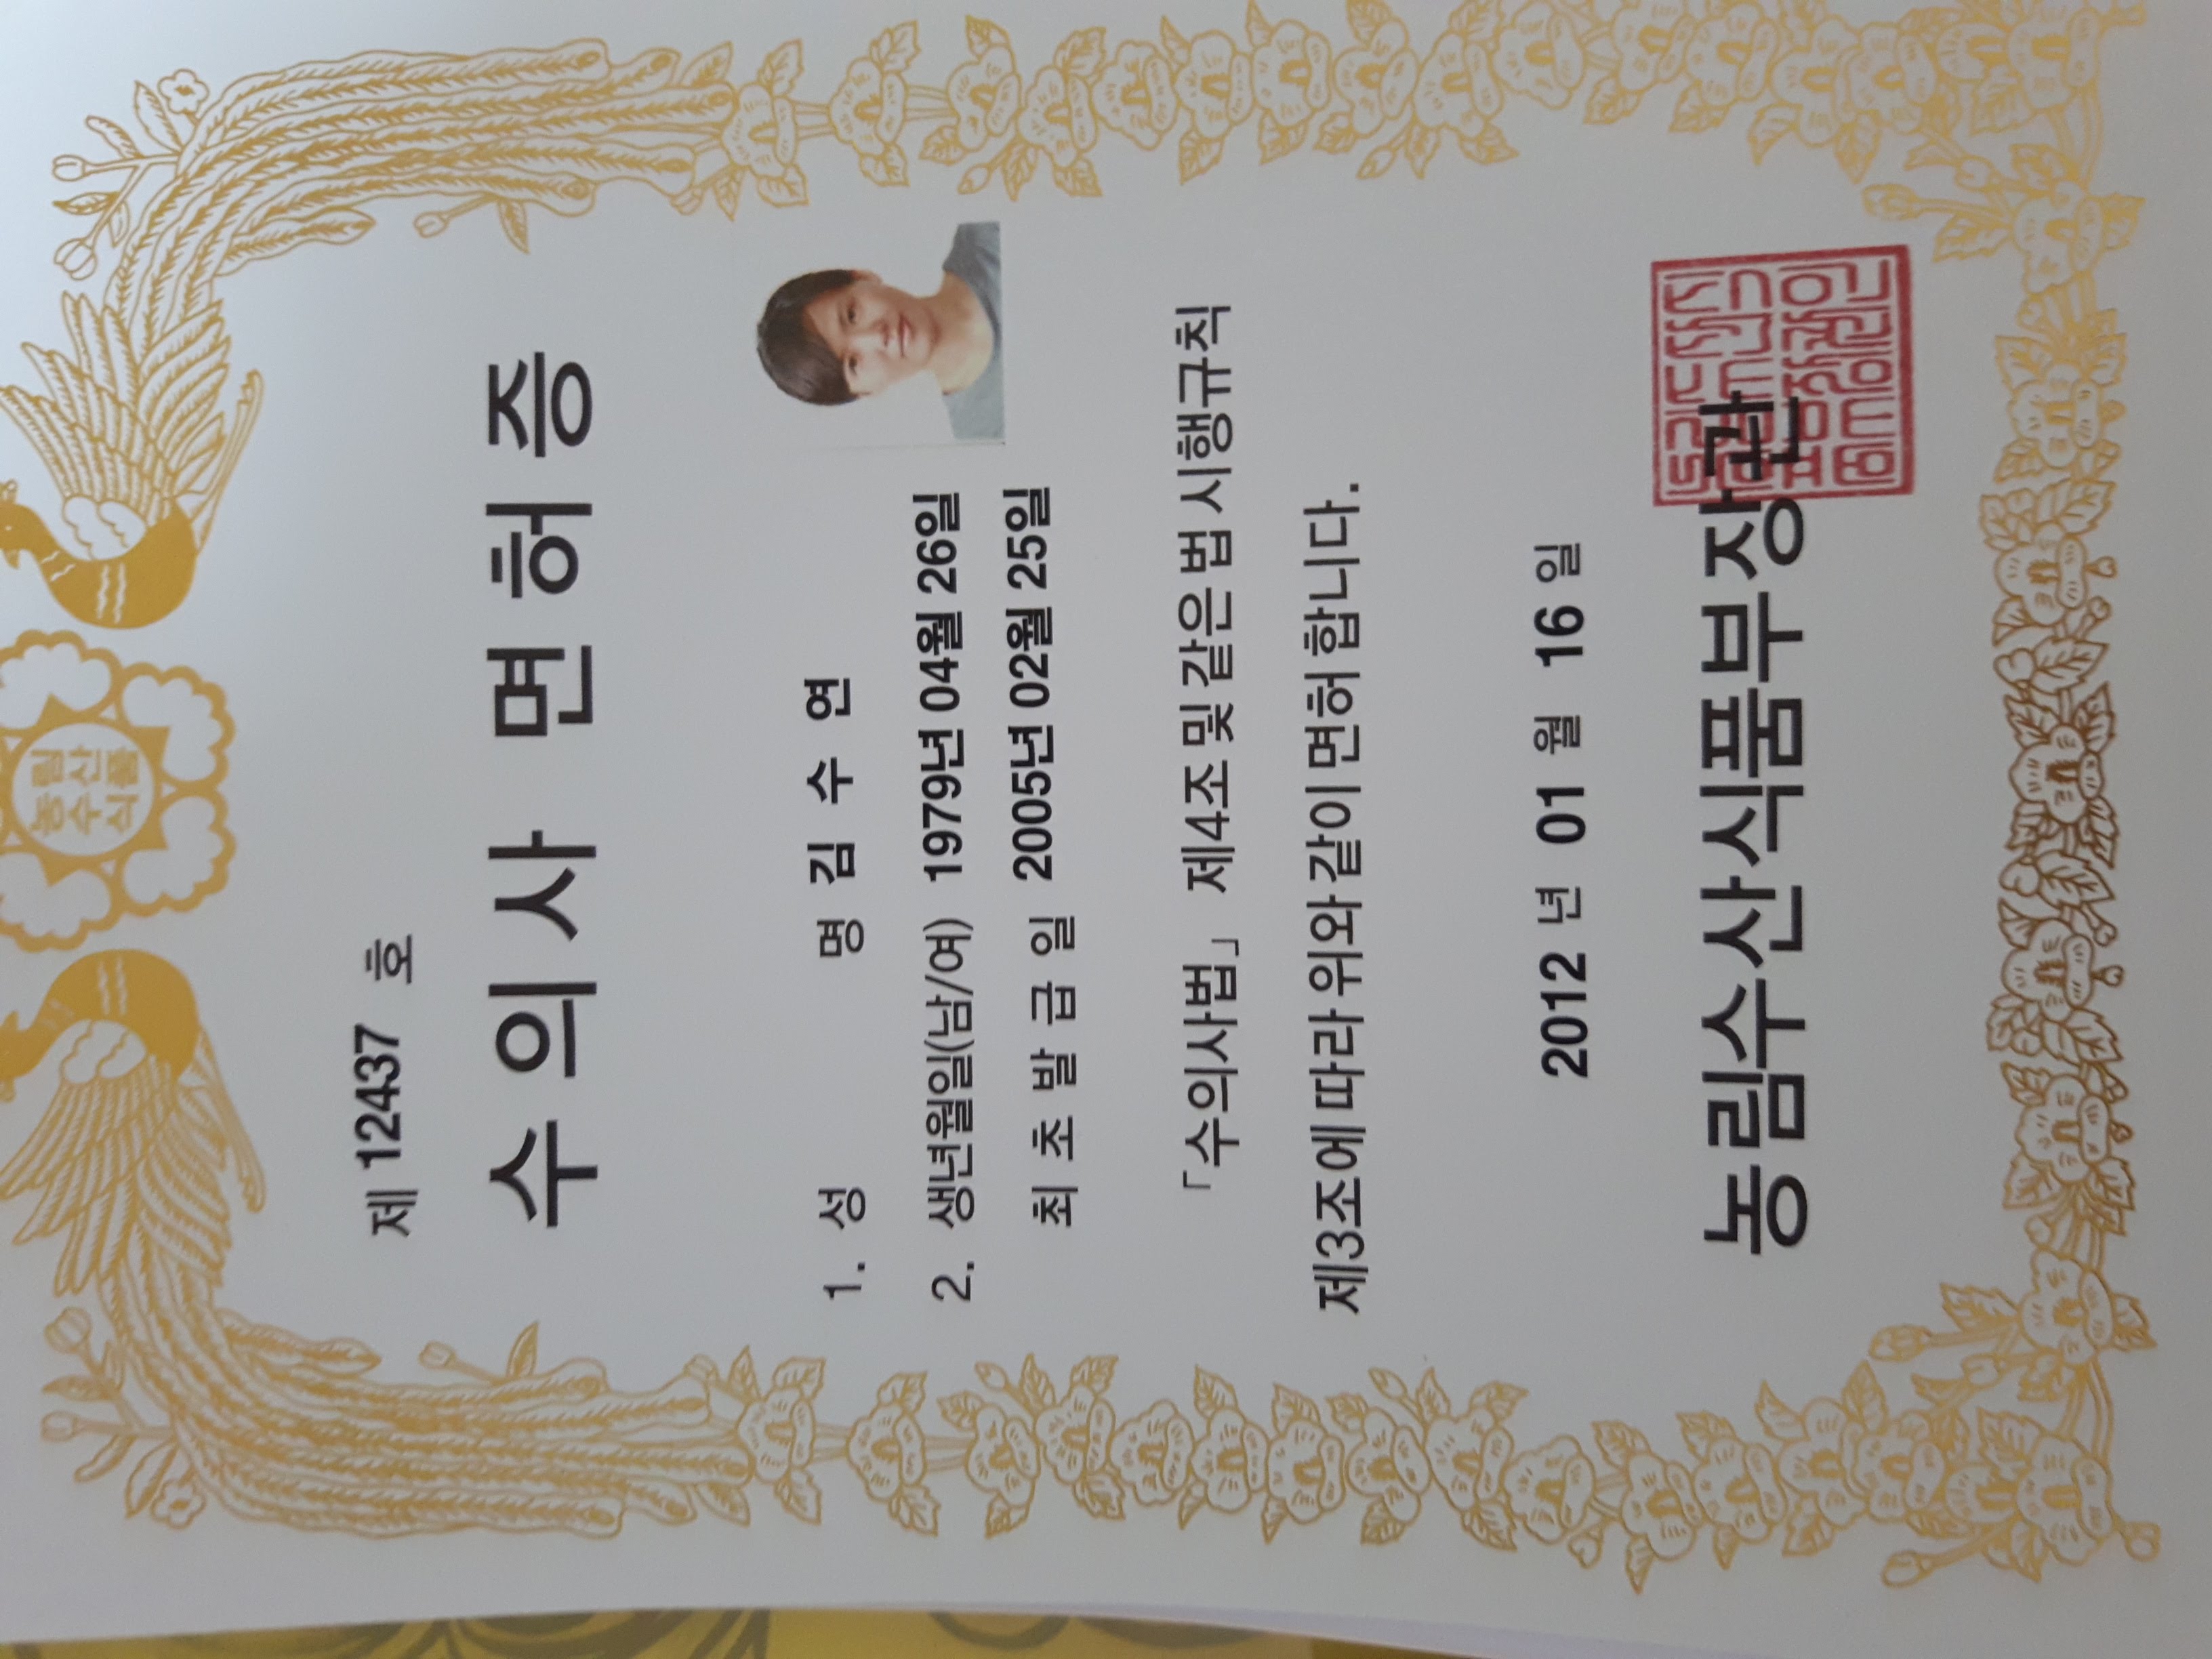 농림
수산
식품
제 12437 호
수의사 면허증
1. 성 명 김 수 연
2. 생년월일(남/여) 1979년 04월 26일
최 초 발 급 일 2005년 02월 25일
「수의사법」 제4조 및 같은 법 시행규칙
제3조에 따라 위와 같이 면허 합니다.
2012 년 01 월 16 일
농림수산식품부장관
농림수산식
품부장관인